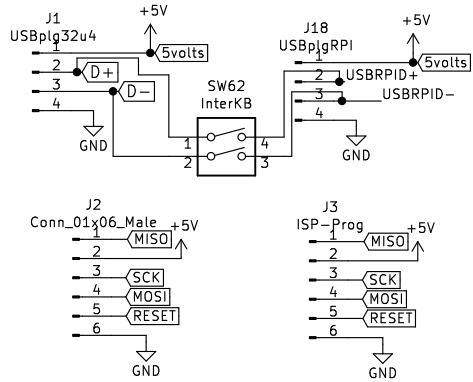 J1
USBplg32u4
+5V
1
5volts
2
D+
3
D-
4
GND
SW62
InterKB
1
4
2
3
J18
USBplgRPI
+5V
1
5volts
2
USBRPID+
3
USBRPID-
4
GND
J2
Conn_01x06_Male
+5V
1
MISO
2
3
SCK
4
MOSI
5
RESET
6
GND
J3
ISP-Prog
+5V
1
MISO
2
3
SCK
4
MOSI
5
RESET
6
GND